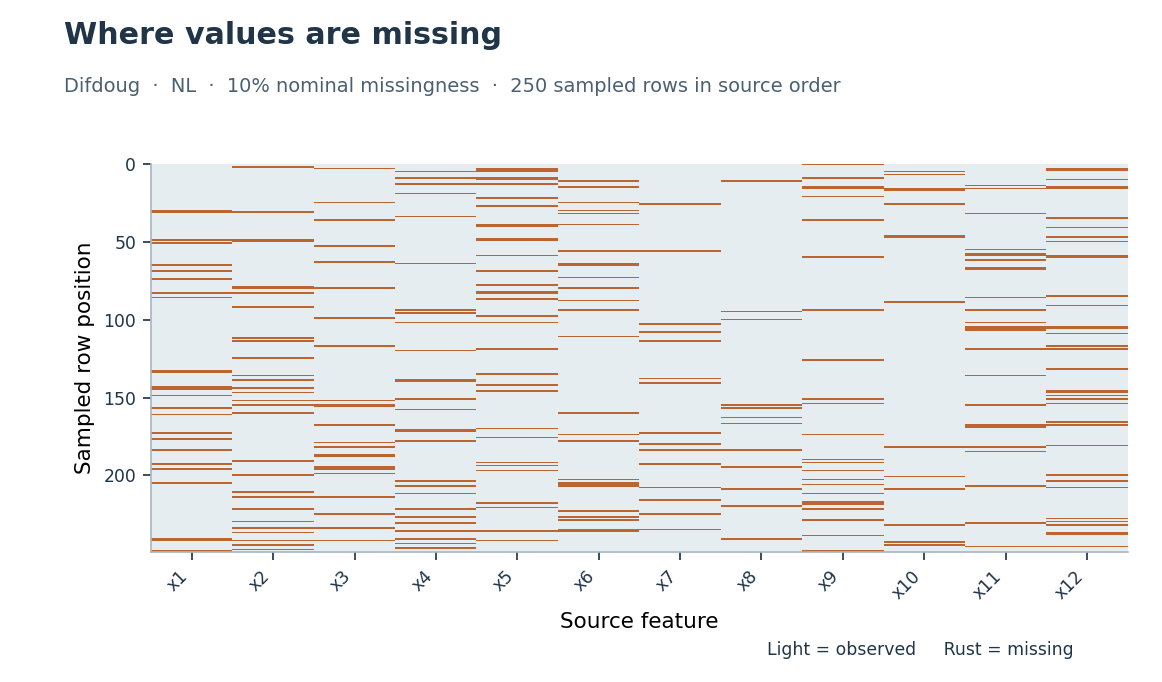 Where values are missing
Difdoug · NL · 10% nominal missingness · 250 sampled rows in source order
0
50
100
150
200
Sampled row position
x1 x2 x3 x4 x5 x6 x7 x8 x9 x10 x11 x12
Source feature
Light = observed Rust = missing